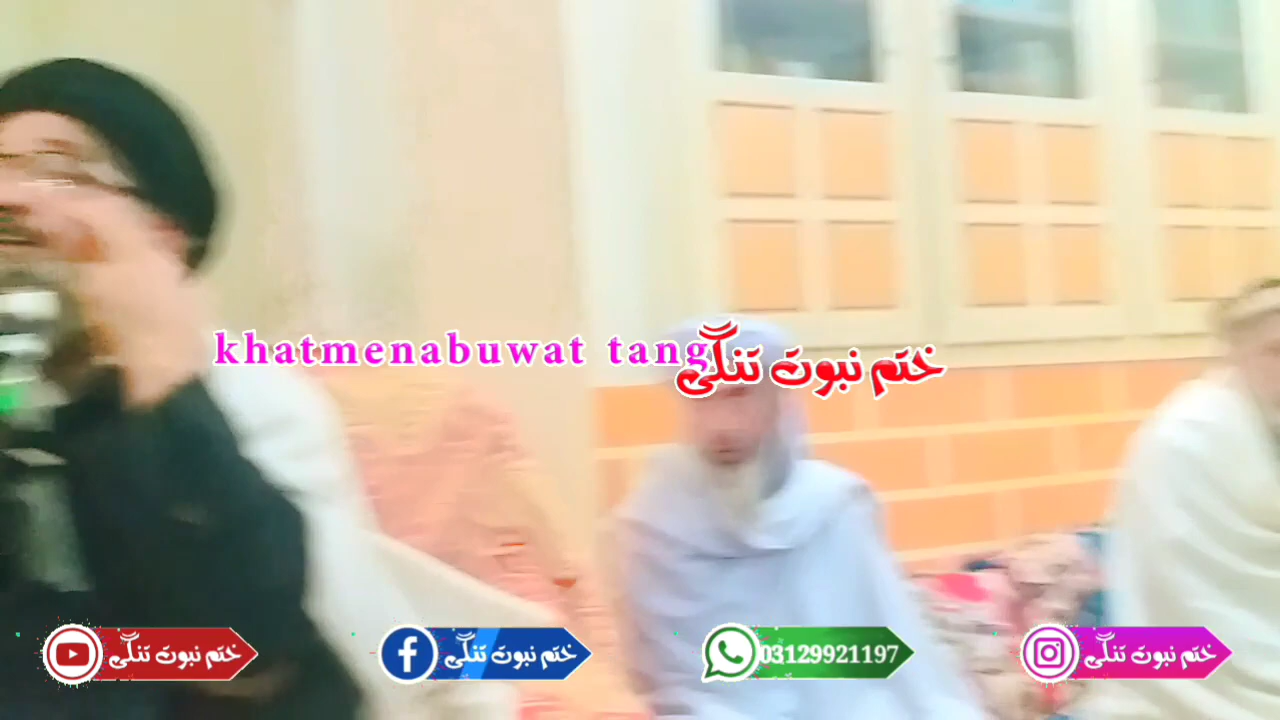 khatmenabuwat tang
ختم نبوت تنگی
ختم نبوت تنگی
ختم نبوت تنگی
03129921197
ختم نبوت تنگی